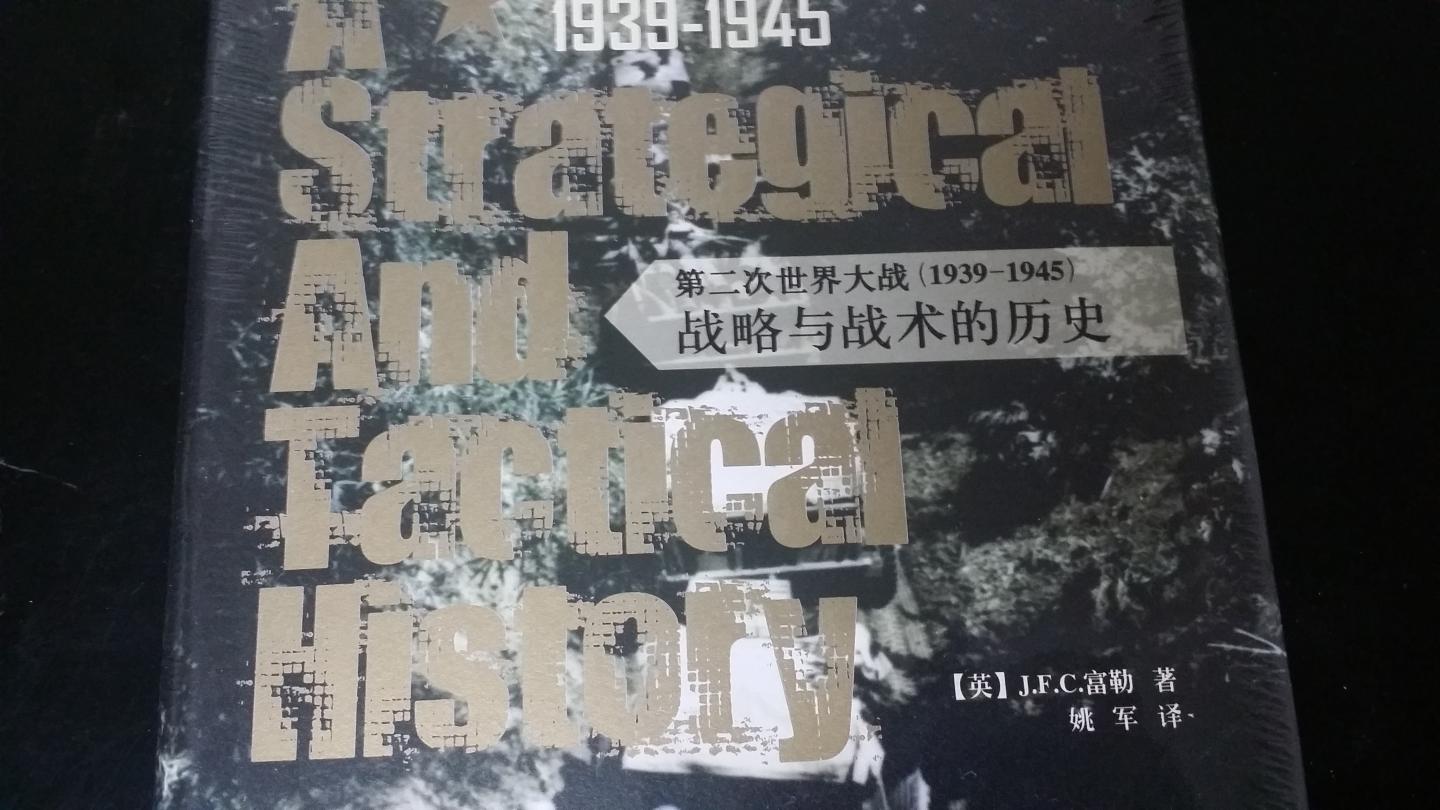 A
1939-1945
Strategical
And
第二次世界大战(1939-1945)
战略与战术的历史
Tactical
History
【英】J.F.C.富勒 著
姚 军 译